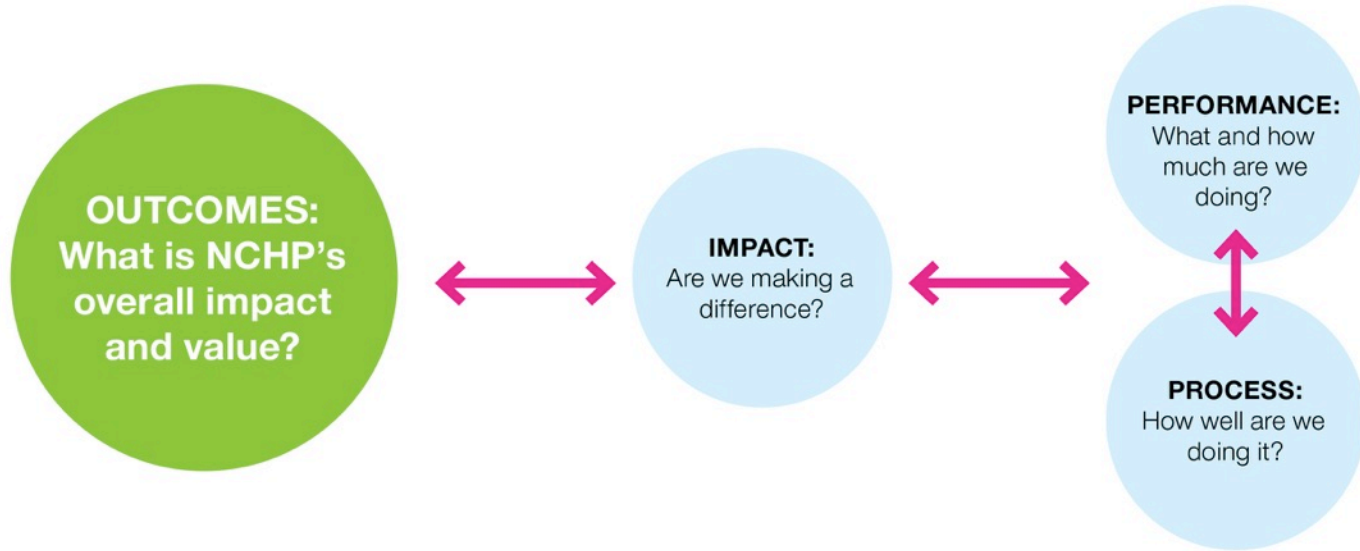 OUTCOMES:
What is NCHP’s
overall impact
and value?
IMPACT:
Are we making a
difference?
PERFORMANCE:
What and how
much are we
doing?
PROCESS:
How well are we
doing it?